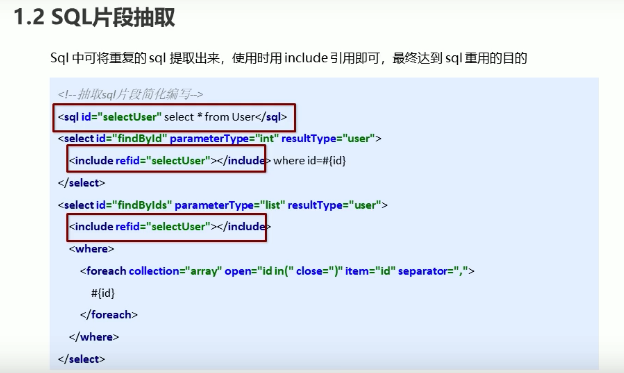 1.2 SQL片段抽取
Sql 中可将重复的 sql 提取出来，使用时用 include 引用即可，最终达到 sql 重用的目的
<!--抽取sql片段简化编写-->
<sql id="selectUser" select * from User</sql>
<select id="findById" parameterType="int" resultType="user">
<include refid="selectUser"></include> where id=#{id}
</select>
<select id="findByIds" parameterType="list" resultType="user">
<include refid="selectUser"></include>
<where>
<foreach collection="array" open="id in(" close=")" item="id" separator=",">
#{id}
</foreach>
</where>
</select>